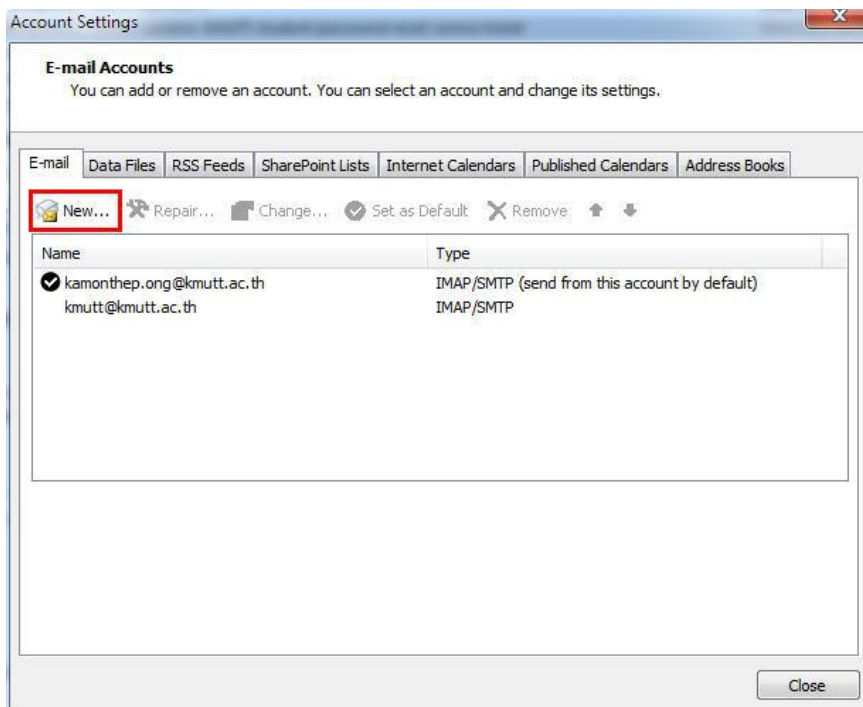 Account Settings
E-mail Accounts
You can add or remove an account. You can select an account and change its settings.
E-mail Data Files RSS Feeds SharePoint Lists Internet Calendars Published Calendars Address Books
New... Repair... Change... Set as Default Remove
Name Type
kamonthep.ong@kmutt.ac.th IMAP/SMTP (send from this account by default)
kmutt@kmutt.ac.th IMAP/SMTP
Close